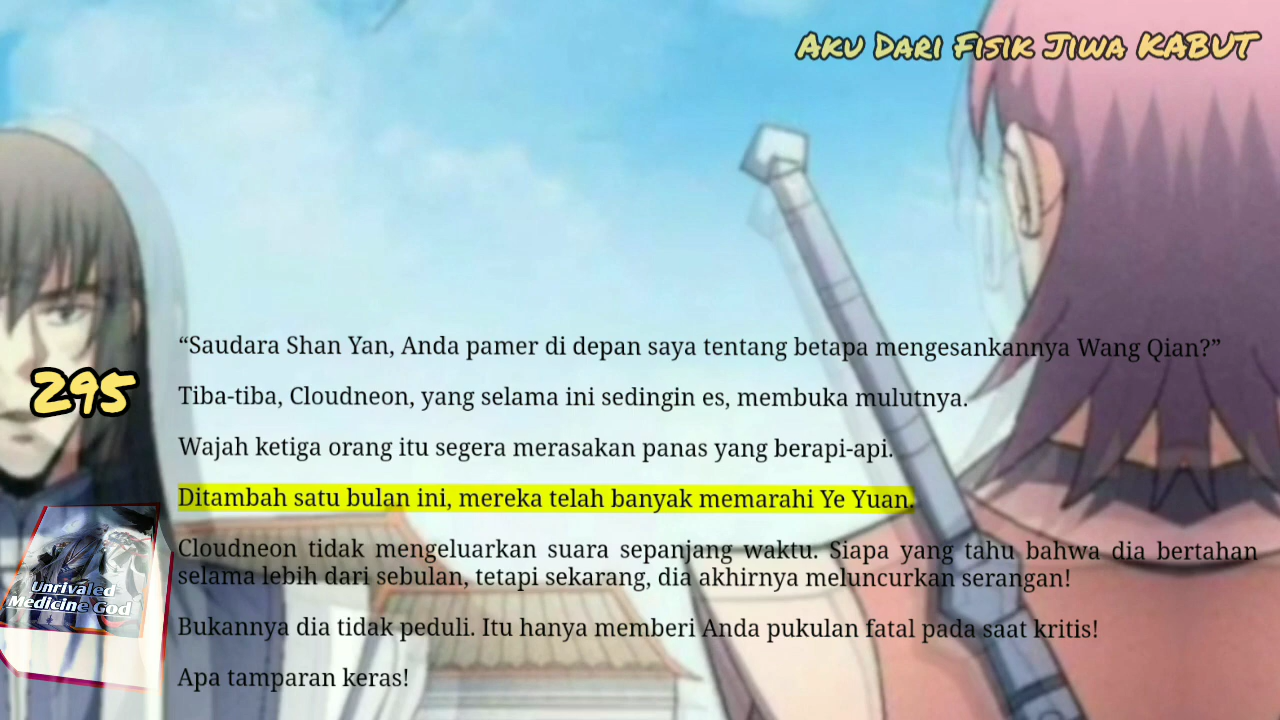 Aku Dari Fisik Jiwa KABUT
“Saudara Shan Yan, Anda pamer di depan saya tentang betapa mengesankannya Wang Qian?”
Tiba-tiba, Cloudneon, yang selama ini sedingin es, membuka mulutnya.
295
Wajah ketiga orang itu segera merasakan panas yang berapi-api.
Ditambah satu bulan ini, mereka telah banyak memarahi Ye Yuan.
Cloudneon tidak mengeluarkan suara sepanjang waktu. Siapa yang tahu bahwa dia bertahan
selama lebih dari sebulan, tetapi sekarang, dia akhirnya meluncurkan serangan!
Unrivaled
Medicine God
Bukannya dia tidak peduli. Itu hanya memberi Anda pukulan fatal pada saat kritis!
Apa tamparan keras!